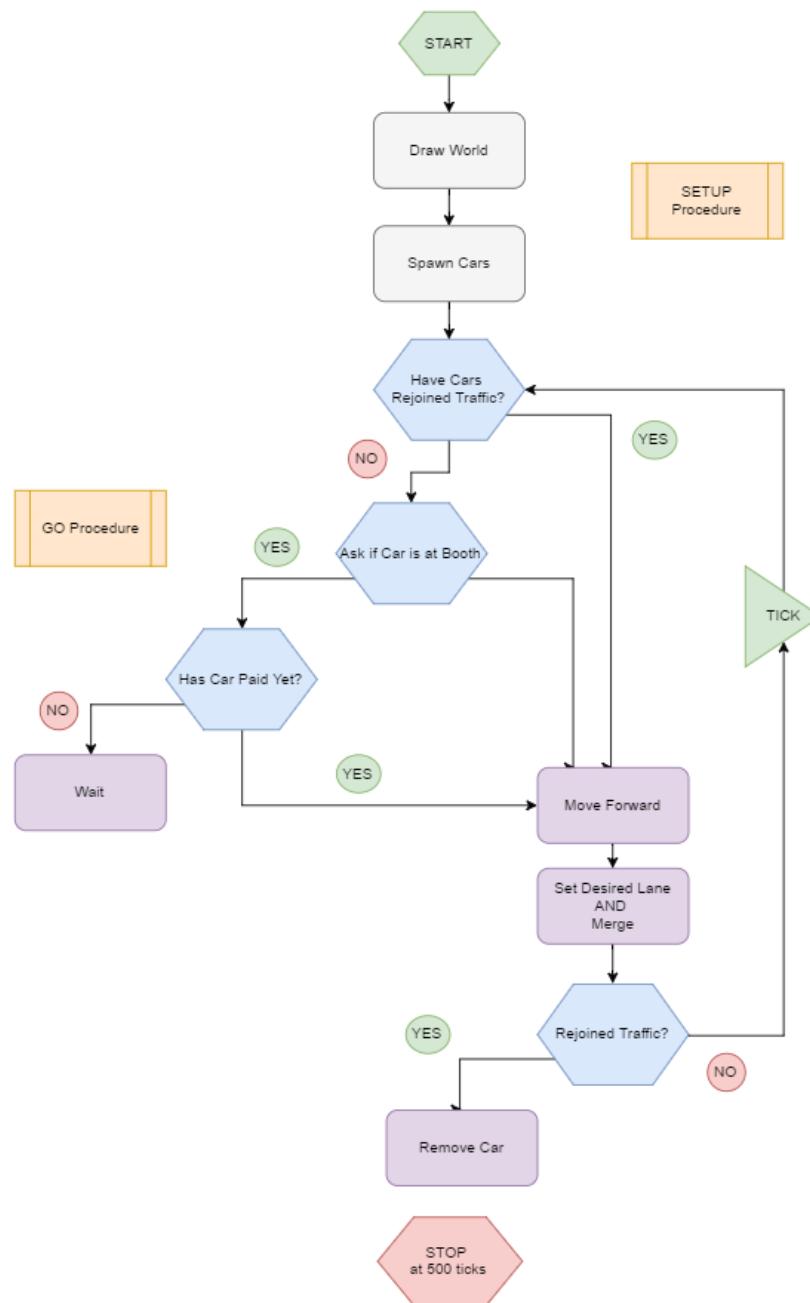 START
Draw World
SETUP
Procedure
Spawn Cars
Have Cars
Rejoined Traffic?
YES
NO
GO Procedure
YES
Ask if Car is at Booth
TICK
Has Car Paid Yet?
NO
YES
Wait
Move Forward
Set Desired Lane
AND
Merge
YES
Rejoined Traffic?
NO
Remove Car
STOP
at 500 ticks